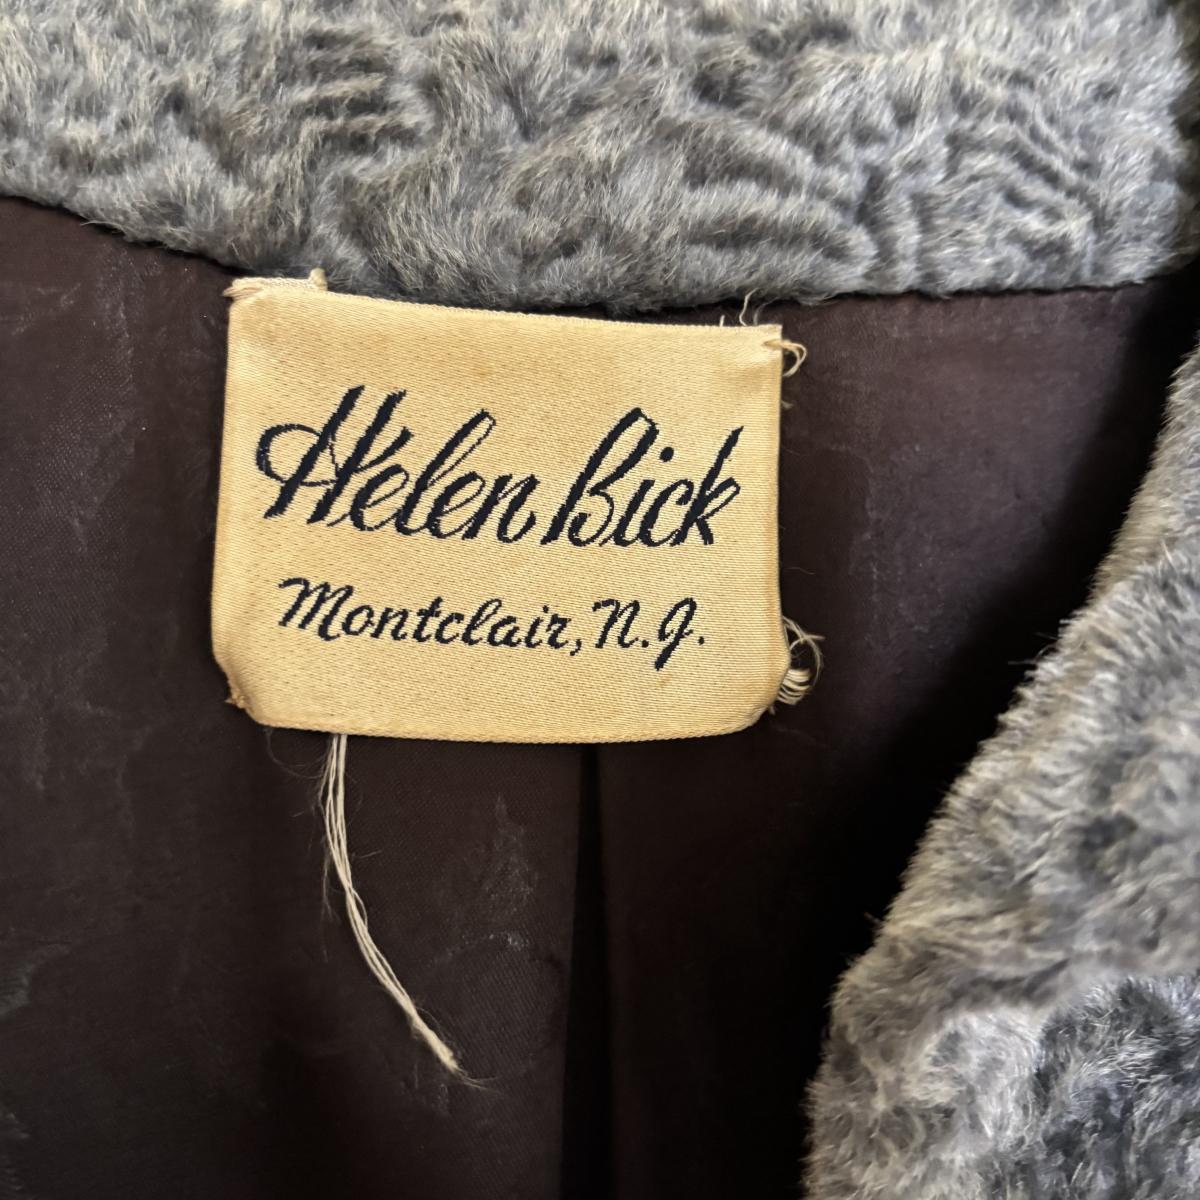 Helen Bick
Montclair, N.J.